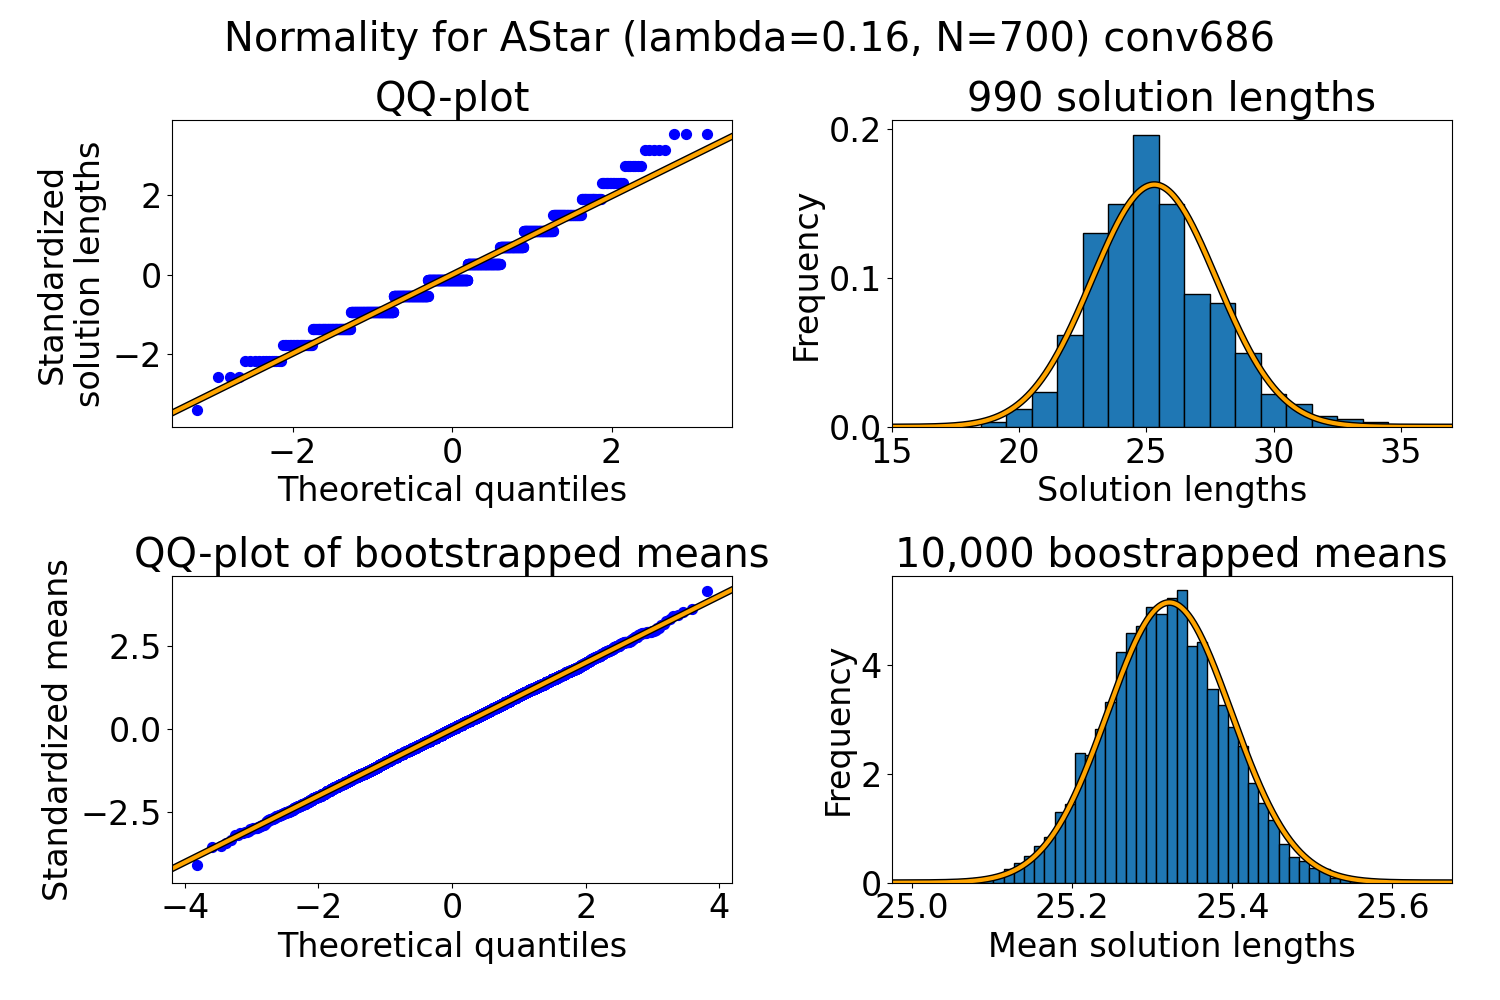 Normality for AStar (lambda=0.16, N=700) conv686
QQ-plot
Standardized
solution lengths
2
0
−2
−2
0
2
Theoretical quantiles
990 solution lengths
Frequency
0.2
0.1
0.0
15
20
25
30
35
Solution lengths
QQ-plot of bootstrapped means
Standardized means
2.5
0.0
−2.5
−4
−2
0
2
4
Theoretical quantiles
10,000 boostrapped means
Frequency
4
2
0
25.0
25.2
25.4
25.6
Mean solution lengths